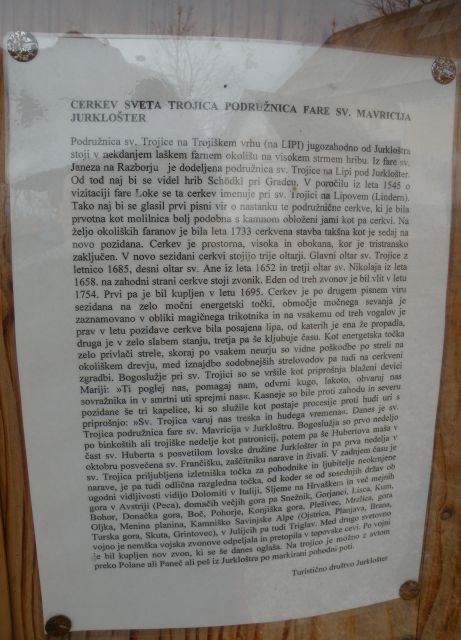 CERKEV SVETA TROJICA PODRUŽNICA FARE SV. MAVRICIJA
JURKLOŠTER
Podružnica sv. Trojice na Trojiškem vrhu (na LIPI) jugozahodno od Jurkloštra
stoji v nekdanjem laškem farnem okolišu na visokem strmem hribu. Iz fare sv.
Janeza na Razborju je dodeljena podružnica sv. Trojice na Lipi pod Jurklošter.
Od tod naj bi se videl hrib Schödkl pri Gradcu. V poročilu iz leta 1545 o
vizitaciji fare Loke se ta cerkev imenuje pri sv. Trojici na Lipovem (Lindern).
Tako naj bi se glasil prvi pisni vir o nastanku te podružnične cerkve, ki je bila
prvotna kot molilnica bolj podobna s kamnom obloženi jami kot pa cerkvi. Na
željo okoliških faranov je bila leta 1733 cerkvena stavba takšna kot je sedaj na
novo pozidana. Cerkev je prostorna, visoka in obokana, kor je tristransko
zaključen. V novo sezidani cerkvi stojijo trije oltarji. Glavni oltar sv. Trojice z
letnico 1685, desni oltar sv. Ane iz leta 1652 in tretji oltar sv. Nikolaja iz leta
1658. na zahodni strani cerkve stoji zvonik. Eden od treh zvonov je bil vlit v letu
1754. Prvi pa je bil kupljen v letu 1695. Cerkev je po drugem pisnem viru
sezidana na zelo močni energetski točki, območje močnega sevanja je
zaznamovano v obliki magičnega trikotnika in na vsakemu od treh vogalov je
prav v letu pozidave cerkve bila posajena lipa, od katerih je ena že propadla,
druga je v zelo slabem stanju, tretja pa še kljubuje času. Kot energetska točka
zelo privlači strele, skoraj po vsakem neurju so vidne poškodbe po streli na
okoliškem drevju, med iznajdbo sodobnejših strelovodov pa tudi na cerkveni
zgradbi. Bogoslužje pri sv. Trojici so se vršile kot priprošnja blaženi devici
Mariji: »Ti poglej nas, pomagaj nam, odvrni kugo, lakoto, obvaruj nas
sovražnika in v smrtni uti sprejmi nas«. Kasneje so bile proti zahodu in severu
pozidane še tri kapelice, ki so služile kot postaje procesije proti hudi uri s
priprošnjo: »Sv. Trojica varuj nas treska in hudega vremena«. Danes je sv.
Trojica podružnica fare sv. Mavricija v Jurkloštru. Bogoslužja so prvo nedeljo
po binkoštih ali trojiške nedelje kot patronicij, potem pa še Hubertova maša v
čast sv. Huberta s posvetilom lovske družine Jurklošter in pa prva nedelja v
oktobru posvečena sv. Frančišku, zaščitniku narave in živali. V zadnjem času je
sv. Trojica priljubljena izletniška točka za pohodnike in ljubitelje neokrnjene
narave, je pa tudi odlična razgledna točka, od koder se od sosednjih držav ob
ugodni vidljivosti vidijo Dolomiti v Italiji, Sljeme na Hrvaškem in več mejnih
gora v Avstriji (Peca), domačih večjih gora pa Snežnik, Gorjanci, Lisca, Kum,
Bohor, Donačka gora, Boč, Pohorje, Konjiška gora, Plešivec, Mrzlica, gora
Oljka, Menina planina, Kamniško Savinjske Alpe (Ojstrica, Planjava, Brana,
Turska gora, Skuta, Grintovec), v Julijcih pa tudi Triglav. Med drugo svetovno
vojno je nemška vojska zvonove odpeljala in pretopila v topovske cevi. Po vojni
je bil kupljen nov zvon, ki se še danes oglaša. Na trojico je možno z avtom
preko Polane ali Paneč ali peš iz Jurkloštra po markirani pohodni poti.
Turistično društvo Jurklošter